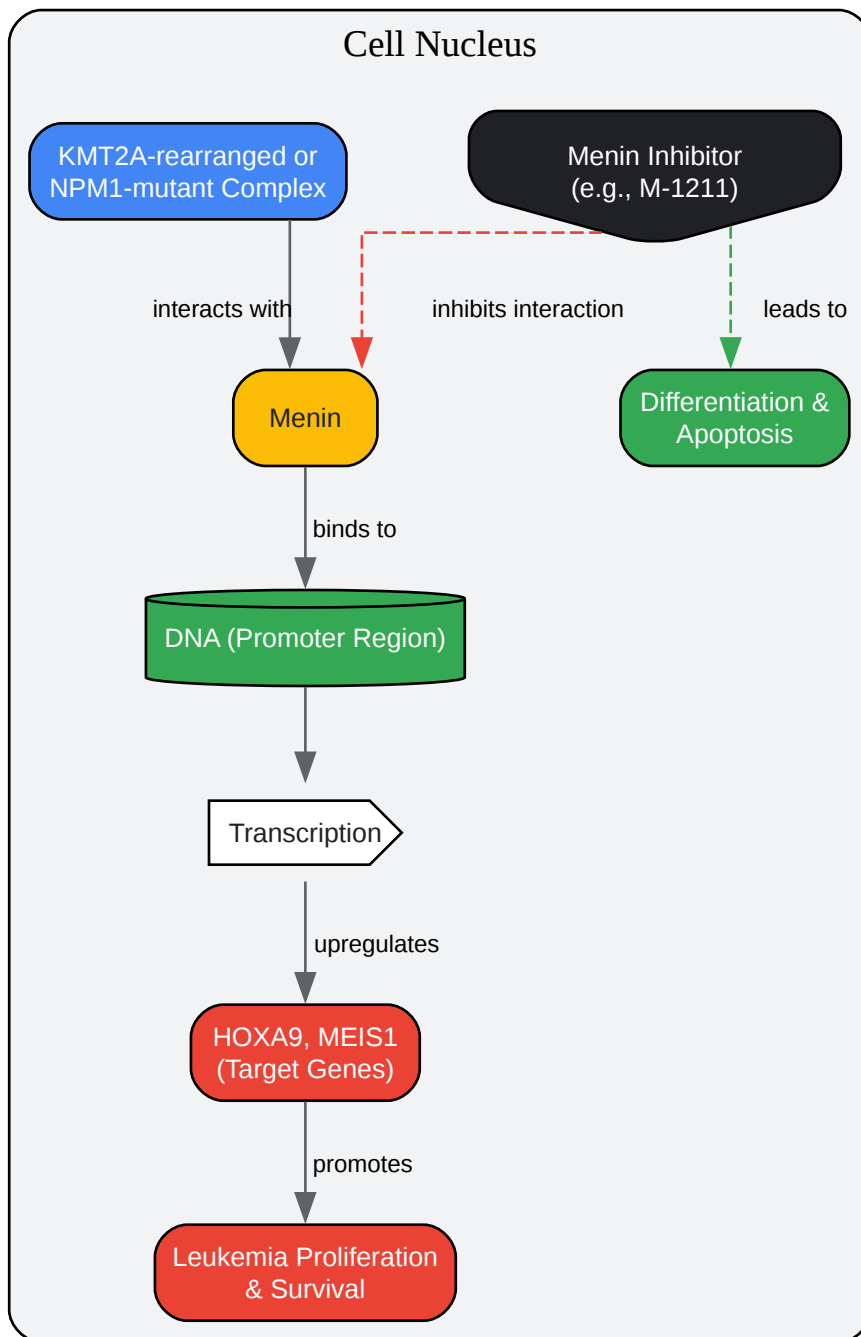 Cell Nucleus
KMT2A-rearranged or
NPM1-mutant Complex
Menin Inhibitor
(e.g., M-1211)
interacts with
inhibits interaction
leads to
Menin
Differentiation &
Apoptosis
binds to
DNA (Promoter Region)
Transcription
upregulates
HOXA9, MEIS1
(Target Genes)
promotes
Leukemia Proliferation
& Survival